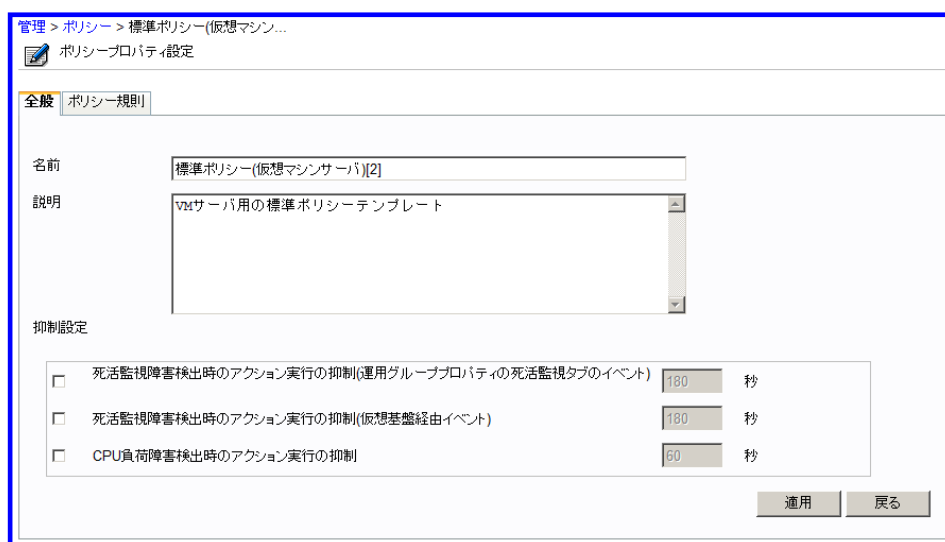 管理 > ポリシー > 標準ポリシー(仮想マシン...
ポリシープロパティ設定
全般 ポリシー規則
名前 標準ポリシー(仮想マシンサーバ)[2]
説明 VMサーバ用の標準ポリシーテンプレート
抑制設定
死活監視障害検出時のアクション実行の抑制(運用グループプロパティの死活監視タブのイベント) 180 秒
死活監視障害検出時のアクション実行の抑制(仮想基盤経由イベント) 180 秒
CPU負荷障害検出時のアクション実行の抑制 60 秒
適用 戻る